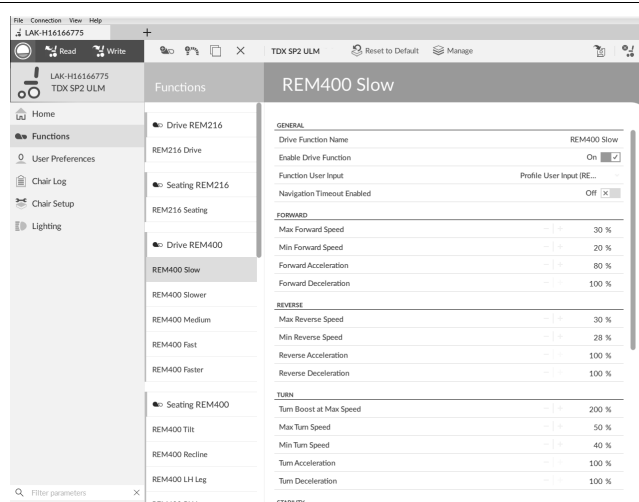 File Connection View Help
LAK-H16166775 +
Read Write TDX SP2 ULM Reset to Default Manage
LAK-H16166775
TDX SP2 ULM
Home
Functions
User Preferences
Chair Log
Chair Setup
Lighting
Filter parameters
Functions
Drive REM216
REM216 Drive
Seating REM216
REM216 Seating
Drive REM400
REM400 Slow
REM400 Slower
REM400 Medium
REM400 Fast
REM400 Faster
Seating REM400
REM400 Tilt
REM400 Recline
REM400 LH Leg
REM400 Slow
GENERAL
Drive Function Name REM400 Slow
Enable Drive Function On
Function User Input Profile User Input (RE...
Navigation Timeout Enabled Off
FORWARD
Max Forward Speed - + 30 %
Min Forward Speed - + 20 %
Forward Acceleration - + 80 %
Forward Deceleration - + 100 %
REVERSE
Max Reverse Speed - + 30 %
Min Reverse Speed - + 28 %
Reverse Acceleration - + 100 %
Reverse Deceleration - + 100 %
TURN
Turn Boost at Max Speed - + 200 %
Max Turn Speed - + 50 %
Min Turn Speed - + 40 %
Turn Acceleration - + 100 %
Turn Deceleration - + 100 %
STABILITY